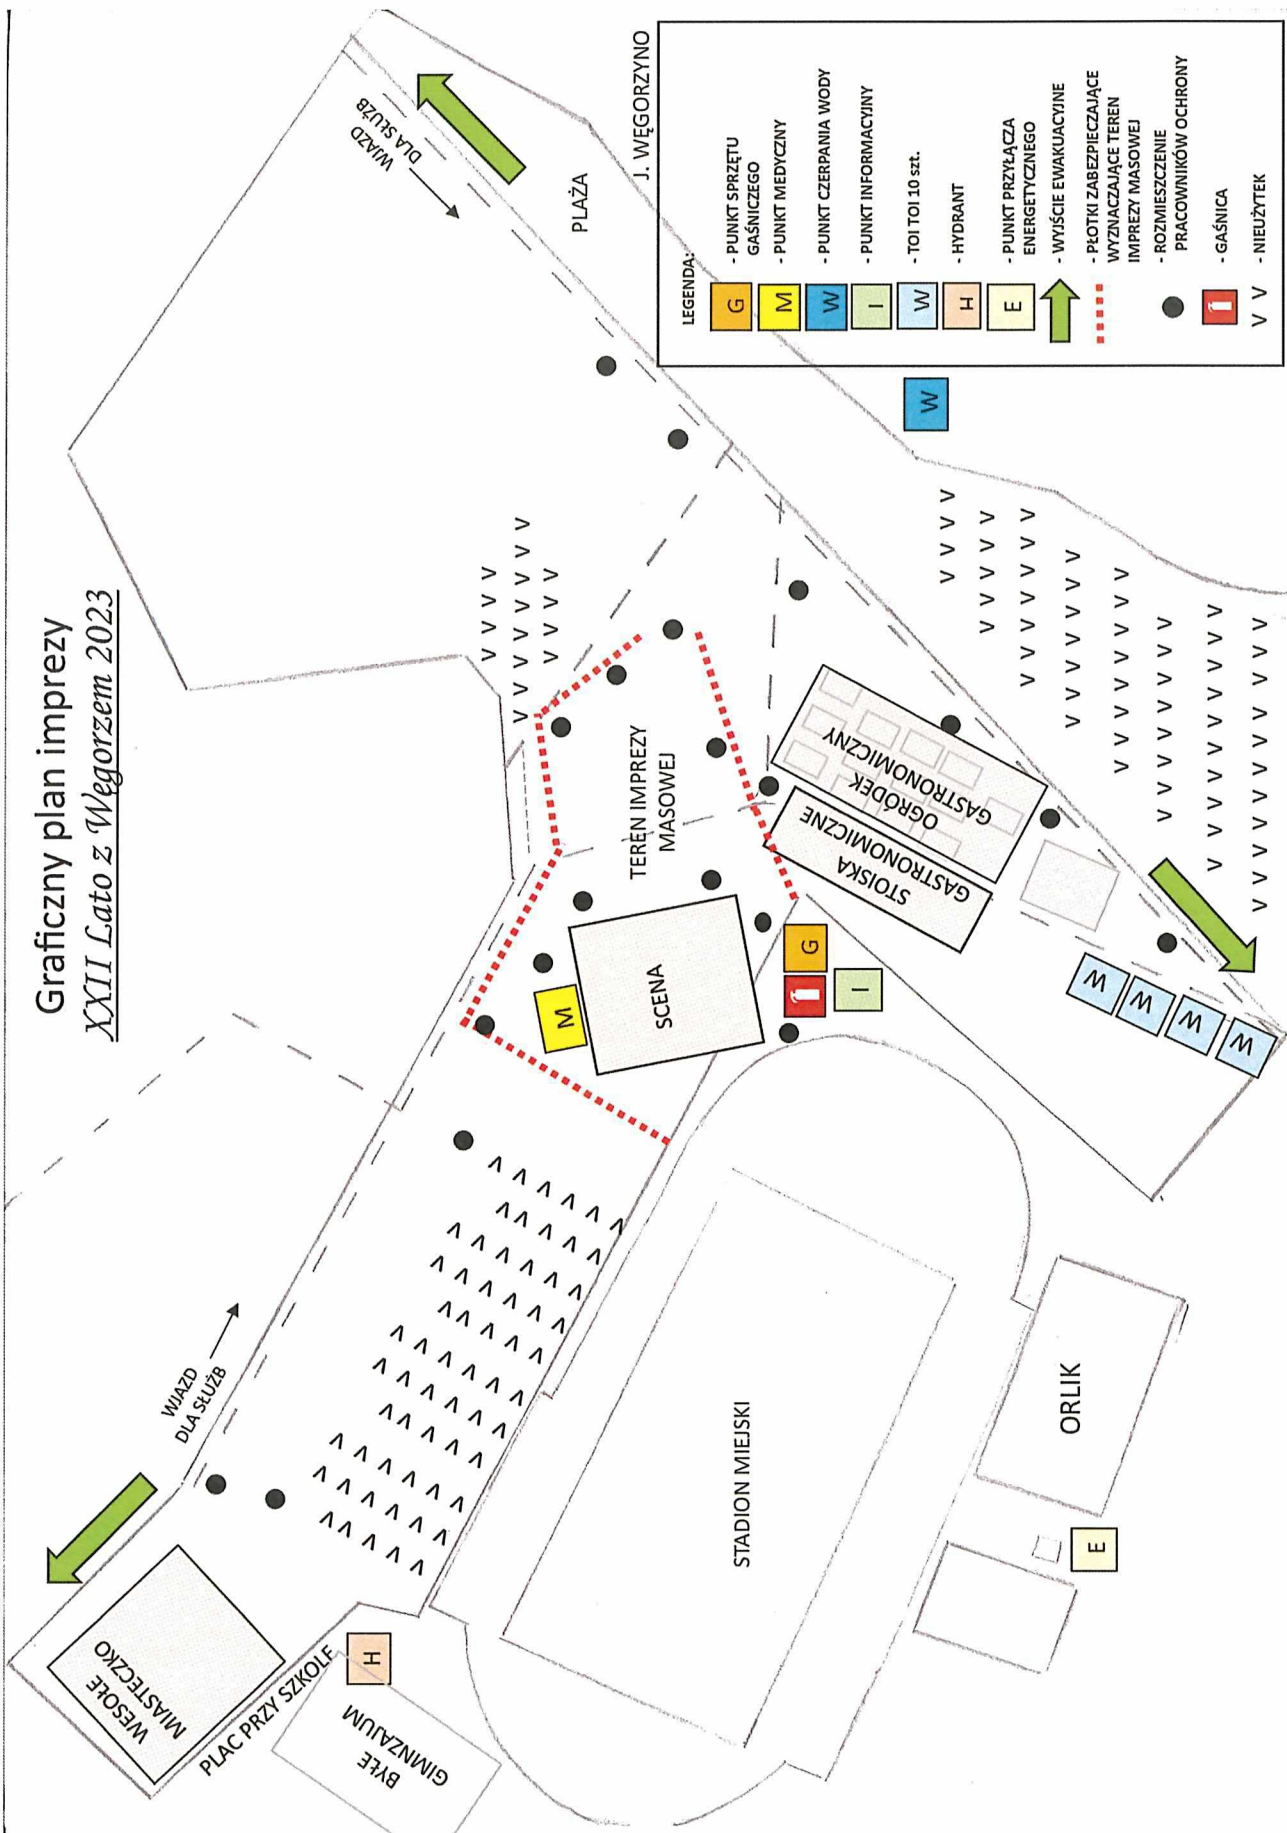 Graficzny plan imprezy
XXII Lato z Węgorzem 2023
WJAZD
DLA SŁUŻB
PLAŻA
J. WĘGORZYNO
WJAZD
DLA SŁUŻB
WESOŁE
MIASTECZKO
PLAC PRZY SZKOLE
BYŁE
GIMNZAJUM
H
M
SCENA
TEREN IMPREZY
MASOWEJ
G
I
STOISKA
GASTRONOMICZNE
OGRÓDEK
GASTRONOMICZNY
W
W
W
W
W
STADION MIEJSKI
ORLIK
E
LEGENDA:
G - PUNKT SPRZĘTU
GAŚNICZEGO
M - PUNKT MEDYCZNY
W - PUNKT CZERPANIA WODY
I - PUNKT INFORMACYJNY
W - TOI TOI 10 szt.
H - HYDRANT
E - PUNKT PRZYŁĄCZA
ENERGETYCZNEGO
- WYJŚCIE EWAKUACYJNE
- PŁOTKI ZABEZPIECZAJĄCE
WYZNACZAJĄCE TEREN
IMPREZY MASOWEJ
- ROZMIESZCZENIE
PRACOWNIKÓW OCHRONY
- GAŚNICA
V V - NIEUŻYTEK